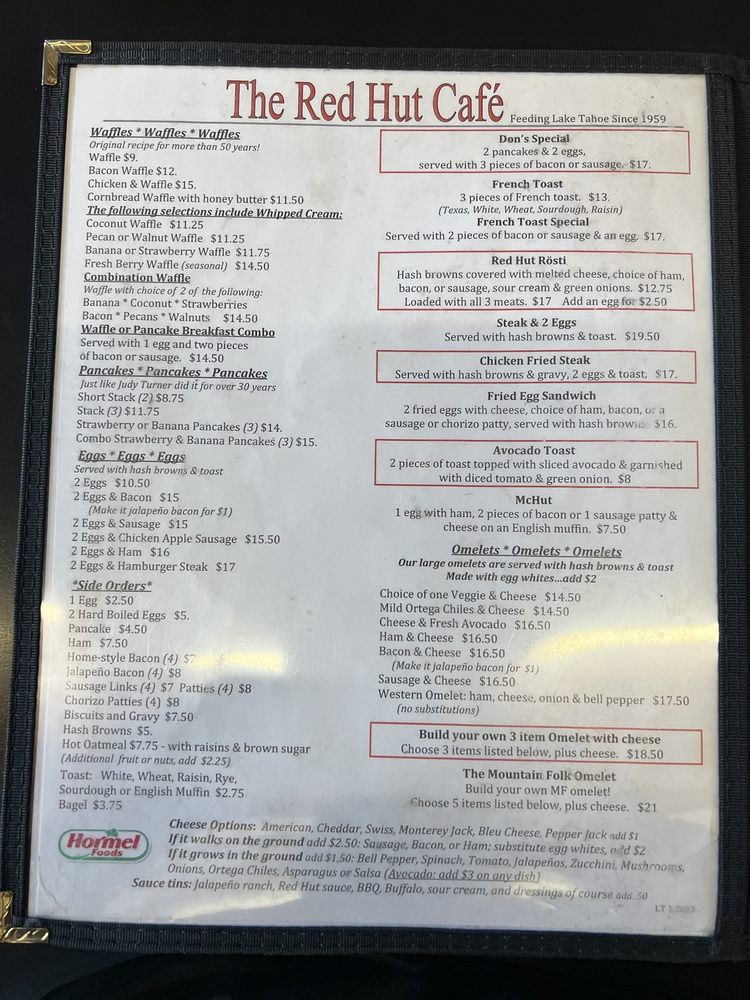 The Red Hut Café
Feeding Lake Tahoe Since 1959
Waffles * Waffles * Waffles
Original recipe for more than 50 years!
Waffle $9.
Bacon Waffle $12.
Chicken & Waffle $15.
Cornbread Waffle with honey butter $11.50
The following selections include Whipped Cream:
Coconut Waffle $11.25
Pecan or Walnut Waffle $11.25
Banana or Strawberry Waffle $11.75
Fresh Berry Waffle (seasonal) $14.50
Combination Waffle
Waffle with choice of 2 of the following:
Banana * Coconut * Strawberries
Bacon * Pecans * Walnuts $14.50
Waffle or Pancake Breakfast Combo
Served with 1 egg and two pieces
of bacon or sausage. $14.50
Pancakes * Pancakes * Pancakes
Just like Judy Turner did it for over 30 years
Short Stack (2) $8.75
Stack (3) $11.75
Strawberry or Banana Pancakes (3) $14.
Combo Strawberry & Banana Pancakes (3) $15.
Eggs * Eggs * Eggs
Served with hash browns & toast
2 Eggs $10.50
2 Eggs & Bacon $15
(Make it jalapeño bacon for $1)
2 Eggs & Sausage $15
2 Eggs & Chicken Apple Sausage $15.50
2 Eggs & Ham $16
2 Eggs & Hamburger Steak $17
*Side Orders*
1 Egg $2.50
2 Hard Boiled Eggs $5.
Pancake $4.50
Ham $7.50
Home-style Bacon (4) $7
Jalapeño Bacon (4) $8
Sausage Links (4) $7 Patties (4) $8
Chorizo Patties (4) $8
Biscuits and Gravy $7.50
Hash Browns $5.
Hot Oatmeal $7.75 - with raisins & brown sugar
(Additional fruit or nuts, add $2.25)
Toast: White, Wheat, Raisin, Rye,
Sourdough or English Muffin $2.75
Bagel $3.75
Don's Special
2 pancakes & 2 eggs,
served with 3 pieces of bacon or sausage. $17.
French Toast
3 pieces of French toast. $13.
(Texas, White, Wheat, Sourdough, Raisin)
French Toast Special
Served with 2 pieces of bacon or sausage & an egg. $17.
Red Hut Rösti
Hash browns covered with melted cheese, choice of ham,
bacon, or sausage, sour cream & green onions. $12.75
Loaded with all 3 meats. $17 Add an egg for $2.50
Steak & 2 Eggs
Served with hash browns & toast. $19.50
Chicken Fried Steak
Served with hash browns & gravy, 2 eggs & toast. $17.
Fried Egg Sandwich
2 fried eggs with cheese, choice of ham, bacon, or a
sausage or chorizo patty, served with hash browns. $16.
Avocado Toast
2 pieces of toast topped with sliced avocado & garnished
with diced tomato & green onion. $8
McHut
1 egg with ham, 2 pieces of bacon or 1 sausage patty &
cheese on an English muffin. $7.50
Omelets * Omelets * Omelets
Our large omelets are served with hash browns & toast
Made with egg whites...add $2
Choice of one Veggie & Cheese $14.50
Mild Ortega Chiles & Cheese $14.50
Cheese & Fresh Avocado $16.50
Ham & Cheese $16.50
Bacon & Cheese $16.50
(Make it jalapeño bacon for $1)
Sausage & Cheese $16.50
Western Omelet: ham, cheese, onion & bell pepper $17.50
(no substitutions)
Build your own 3 item Omelet with cheese
Choose 3 items listed below, plus cheese. $18.50
The Mountain Folk Omelet
Build your own MF omelet!
Choose 5 items listed below, plus cheese. $21
Hormel
Foods
Cheese Options: American, Cheddar, Swiss, Monterey Jack, Bleu Cheese, Pepper Jack add $1
If it walks on the ground add $2.50: Sausage, Bacon, or Ham; substitute egg whites, add $2
If it grows in the ground add $1.50: Bell Pepper, Spinach, Tomato, Jalapeños, Zucchini, Mushrooms,
Onions, Ortega Chiles, Asparagus or Salsa (Avocado: add $3 on any dish)
Sauce tins: Jalapeño ranch, Red Hut sauce, BBQ, Buffalo, sour cream, and dressings of course add .50
LT